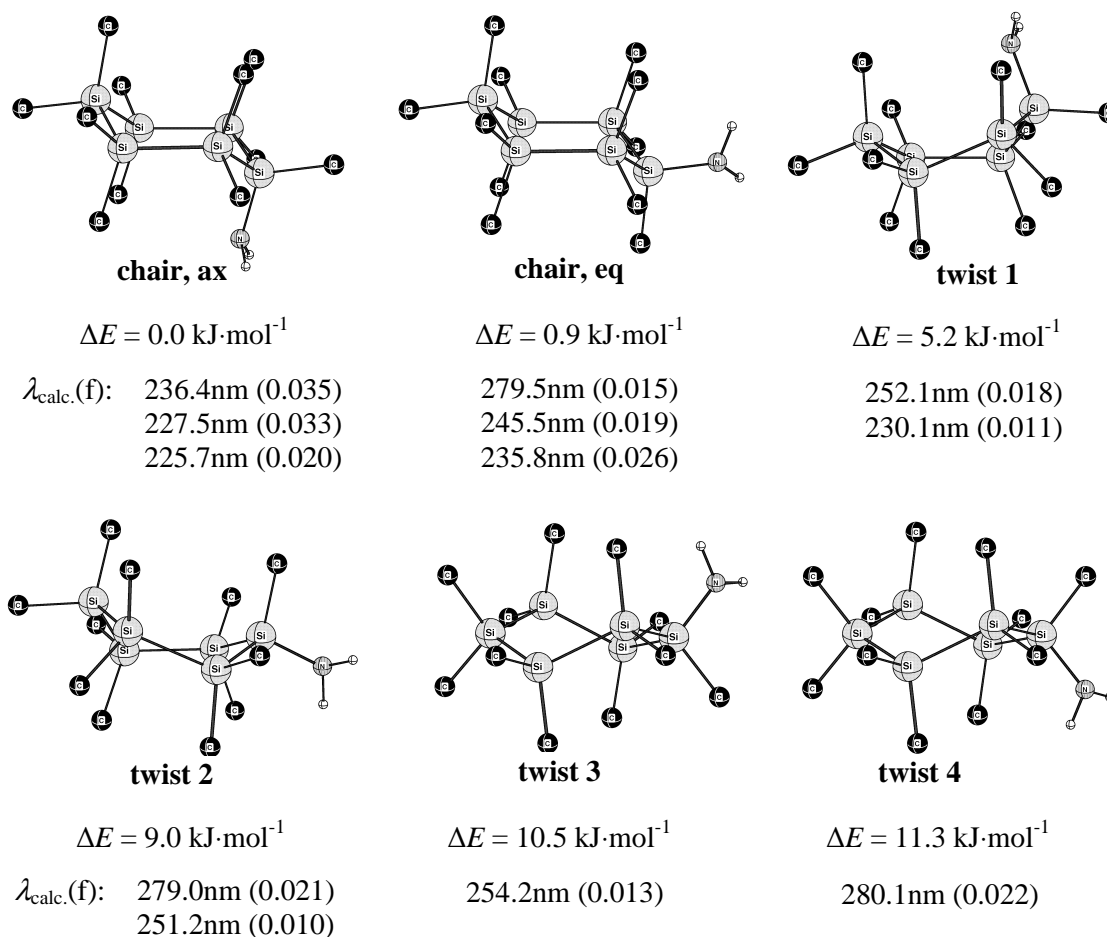 chair, ax
chair, eq
twist 1
ΔE = 0.0 kJ·mol⁻¹
ΔE = 0.9 kJ·mol⁻¹
ΔE = 5.2 kJ·mol⁻¹
λcalc.(f): 236.4nm (0.035)
227.5nm (0.033)
225.7nm (0.020)
279.5nm (0.015)
245.5nm (0.019)
235.8nm (0.026)
252.1nm (0.018)
230.1nm (0.011)
twist 2
twist 3
twist 4
ΔE = 9.0 kJ·mol⁻¹
ΔE = 10.5 kJ·mol⁻¹
ΔE = 11.3 kJ·mol⁻¹
λcalc.(f): 279.0nm (0.021)
251.2nm (0.010)
254.2nm (0.013)
280.1nm (0.022)